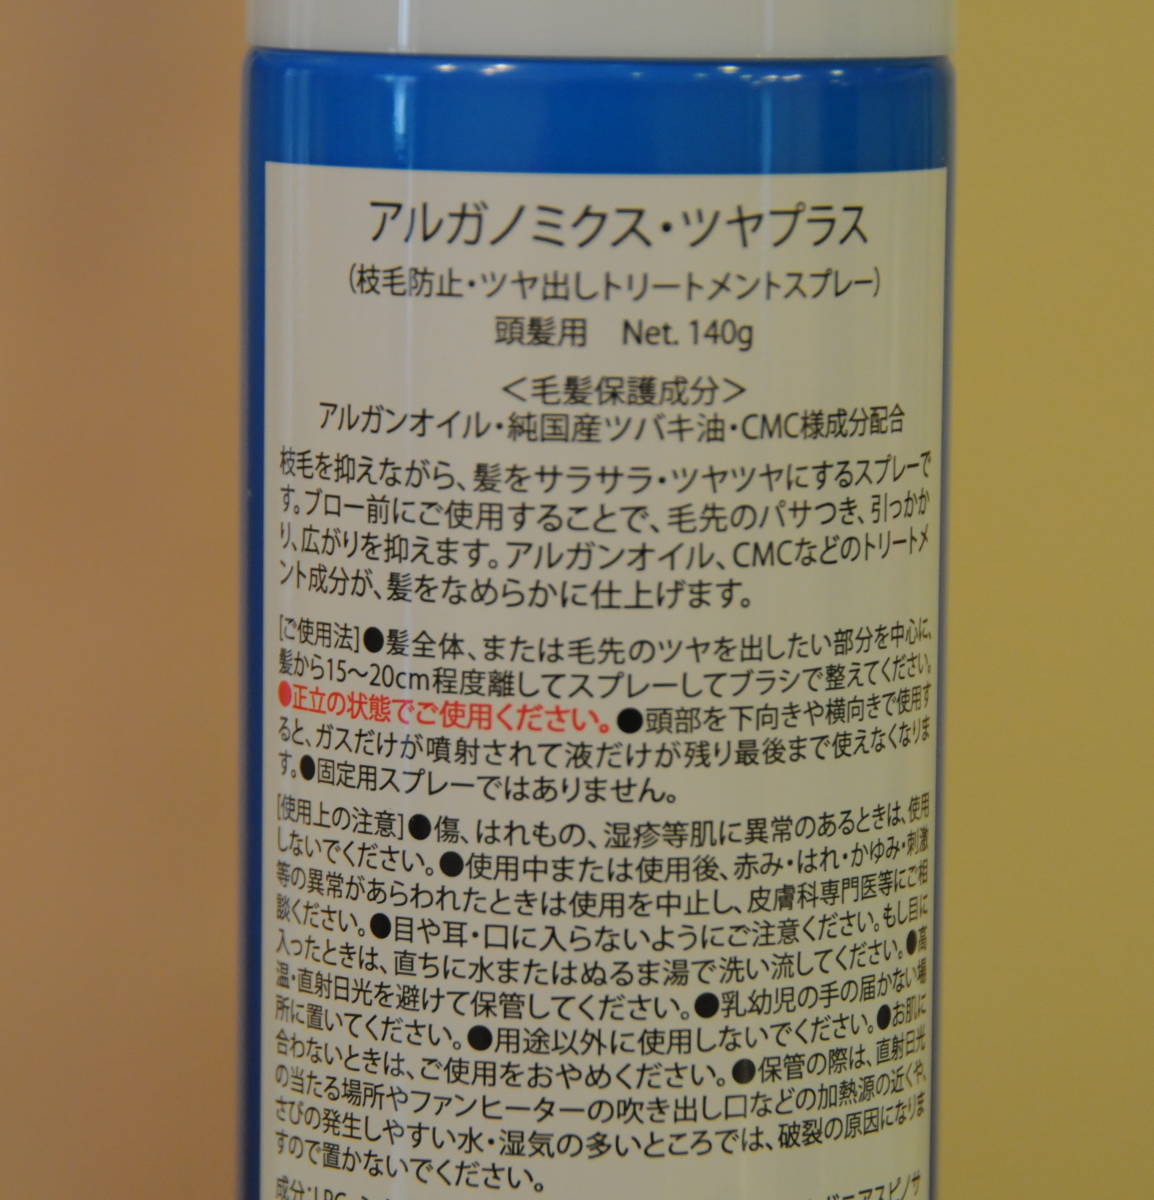 アルガノミクス・ツヤプラス
(枝毛防止・ツヤ出しトリートメントスプレー)
頭髪用 Net. 140g
＜毛髪保護成分＞
アルガンオイル・純国産ツバキ油・CMC様成分配合
枝毛を抑えながら、髪をサラサラ・ツヤツヤにするスプレーで
す。ブロー前にご使用することで、毛先のパサつき、引っかか
り、広がりを抑えます。アルガンオイル、CMCなどのトリートメ
ント成分が、髪をなめらかに仕上げます。
[ご使用法]●髪全体、または毛先のツヤを出したい部分を中心に、
髪から15～20cm程度離してスプレーしてブラシで整えてください。
●正立の状態でご使用ください。●頭部を下向きや横向きで使用す
ると、ガスだけが噴射されて液だけが残り最後まで使えなくなりま
す。●固定用スプレーではありません。
[使用上の注意]●傷、はれもの、湿疹等肌に異常のあるときは、使用
しないでください。●使用中または使用後、赤み・はれ・かゆみ・刺激
等の異常があらわれたときは使用を中止し、皮膚科専門医等にご相
談ください。●目や耳・口に入らないようにご注意ください。もし目に
入ったときは、直ちに水またはぬるま湯で洗い流してください。●高
温・直射日光を避けて保管してください。●乳幼児の手の届かない場
所に置いてください。●用途以外に使用しないでください。●お肌に
合わないときは、ご使用をおやめください。●保管の際は、直射日光
の当たる場所やファンヒーターの吹き出し口などの加熱源の近くや、
さびの発生しやすい水・湿気の多いところでは、破裂の原因になりま
すので置かないでください。
成分:LPG